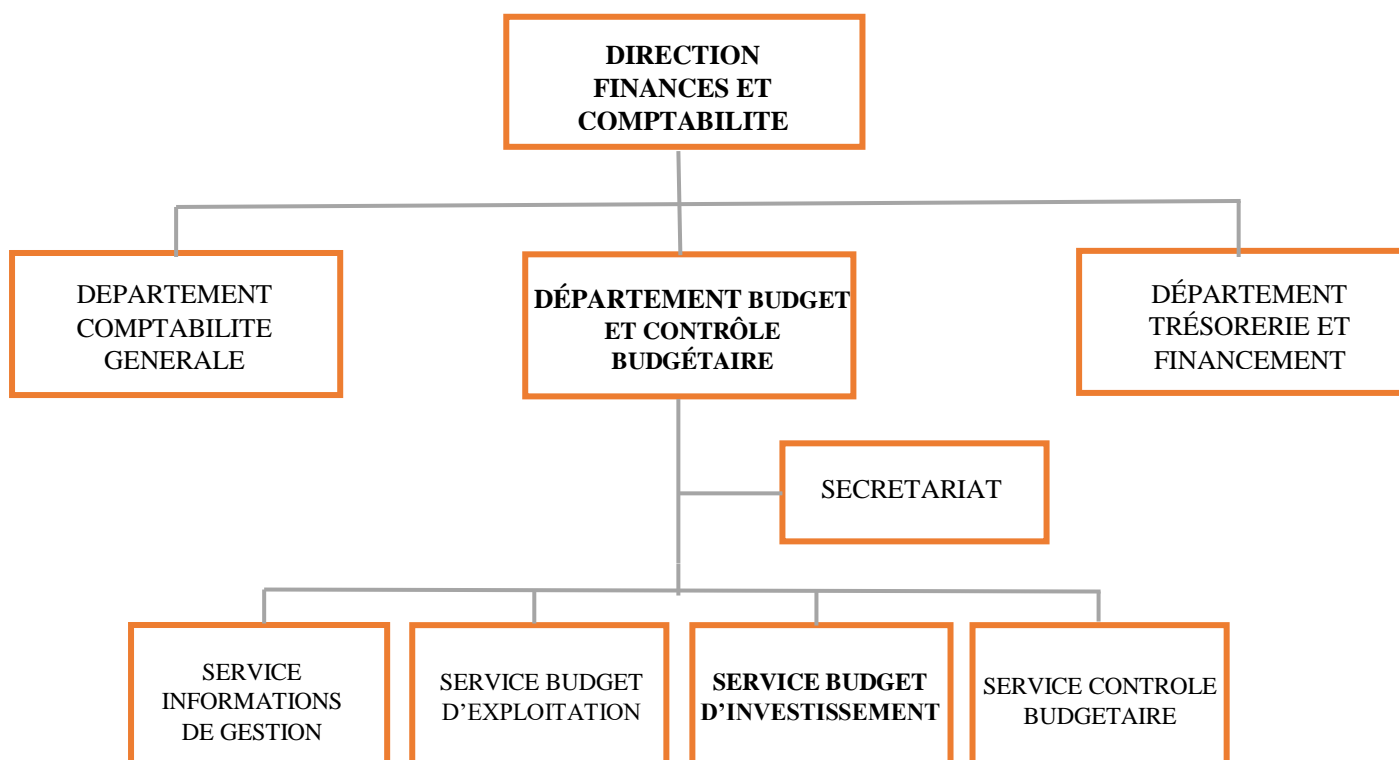 DIRECTION
FINANCES ET
COMPTABILITE
DEPARTEMENT
COMPTABILITE
GENERALE
DÉPARTEMENT BUDGET
ET CONTRÔLE
BUDGÉTAIRE
DÉPARTEMENT
TRÉSORERIE ET
FINANCEMENT
SECRETARIAT
SERVICE
INFORMATIONS
DE GESTION
SERVICE BUDGET
D’EXPLOITATION
SERVICE BUDGET
D’INVESTISSEMENT
SERVICE CONTROLE
BUDGETAIRE